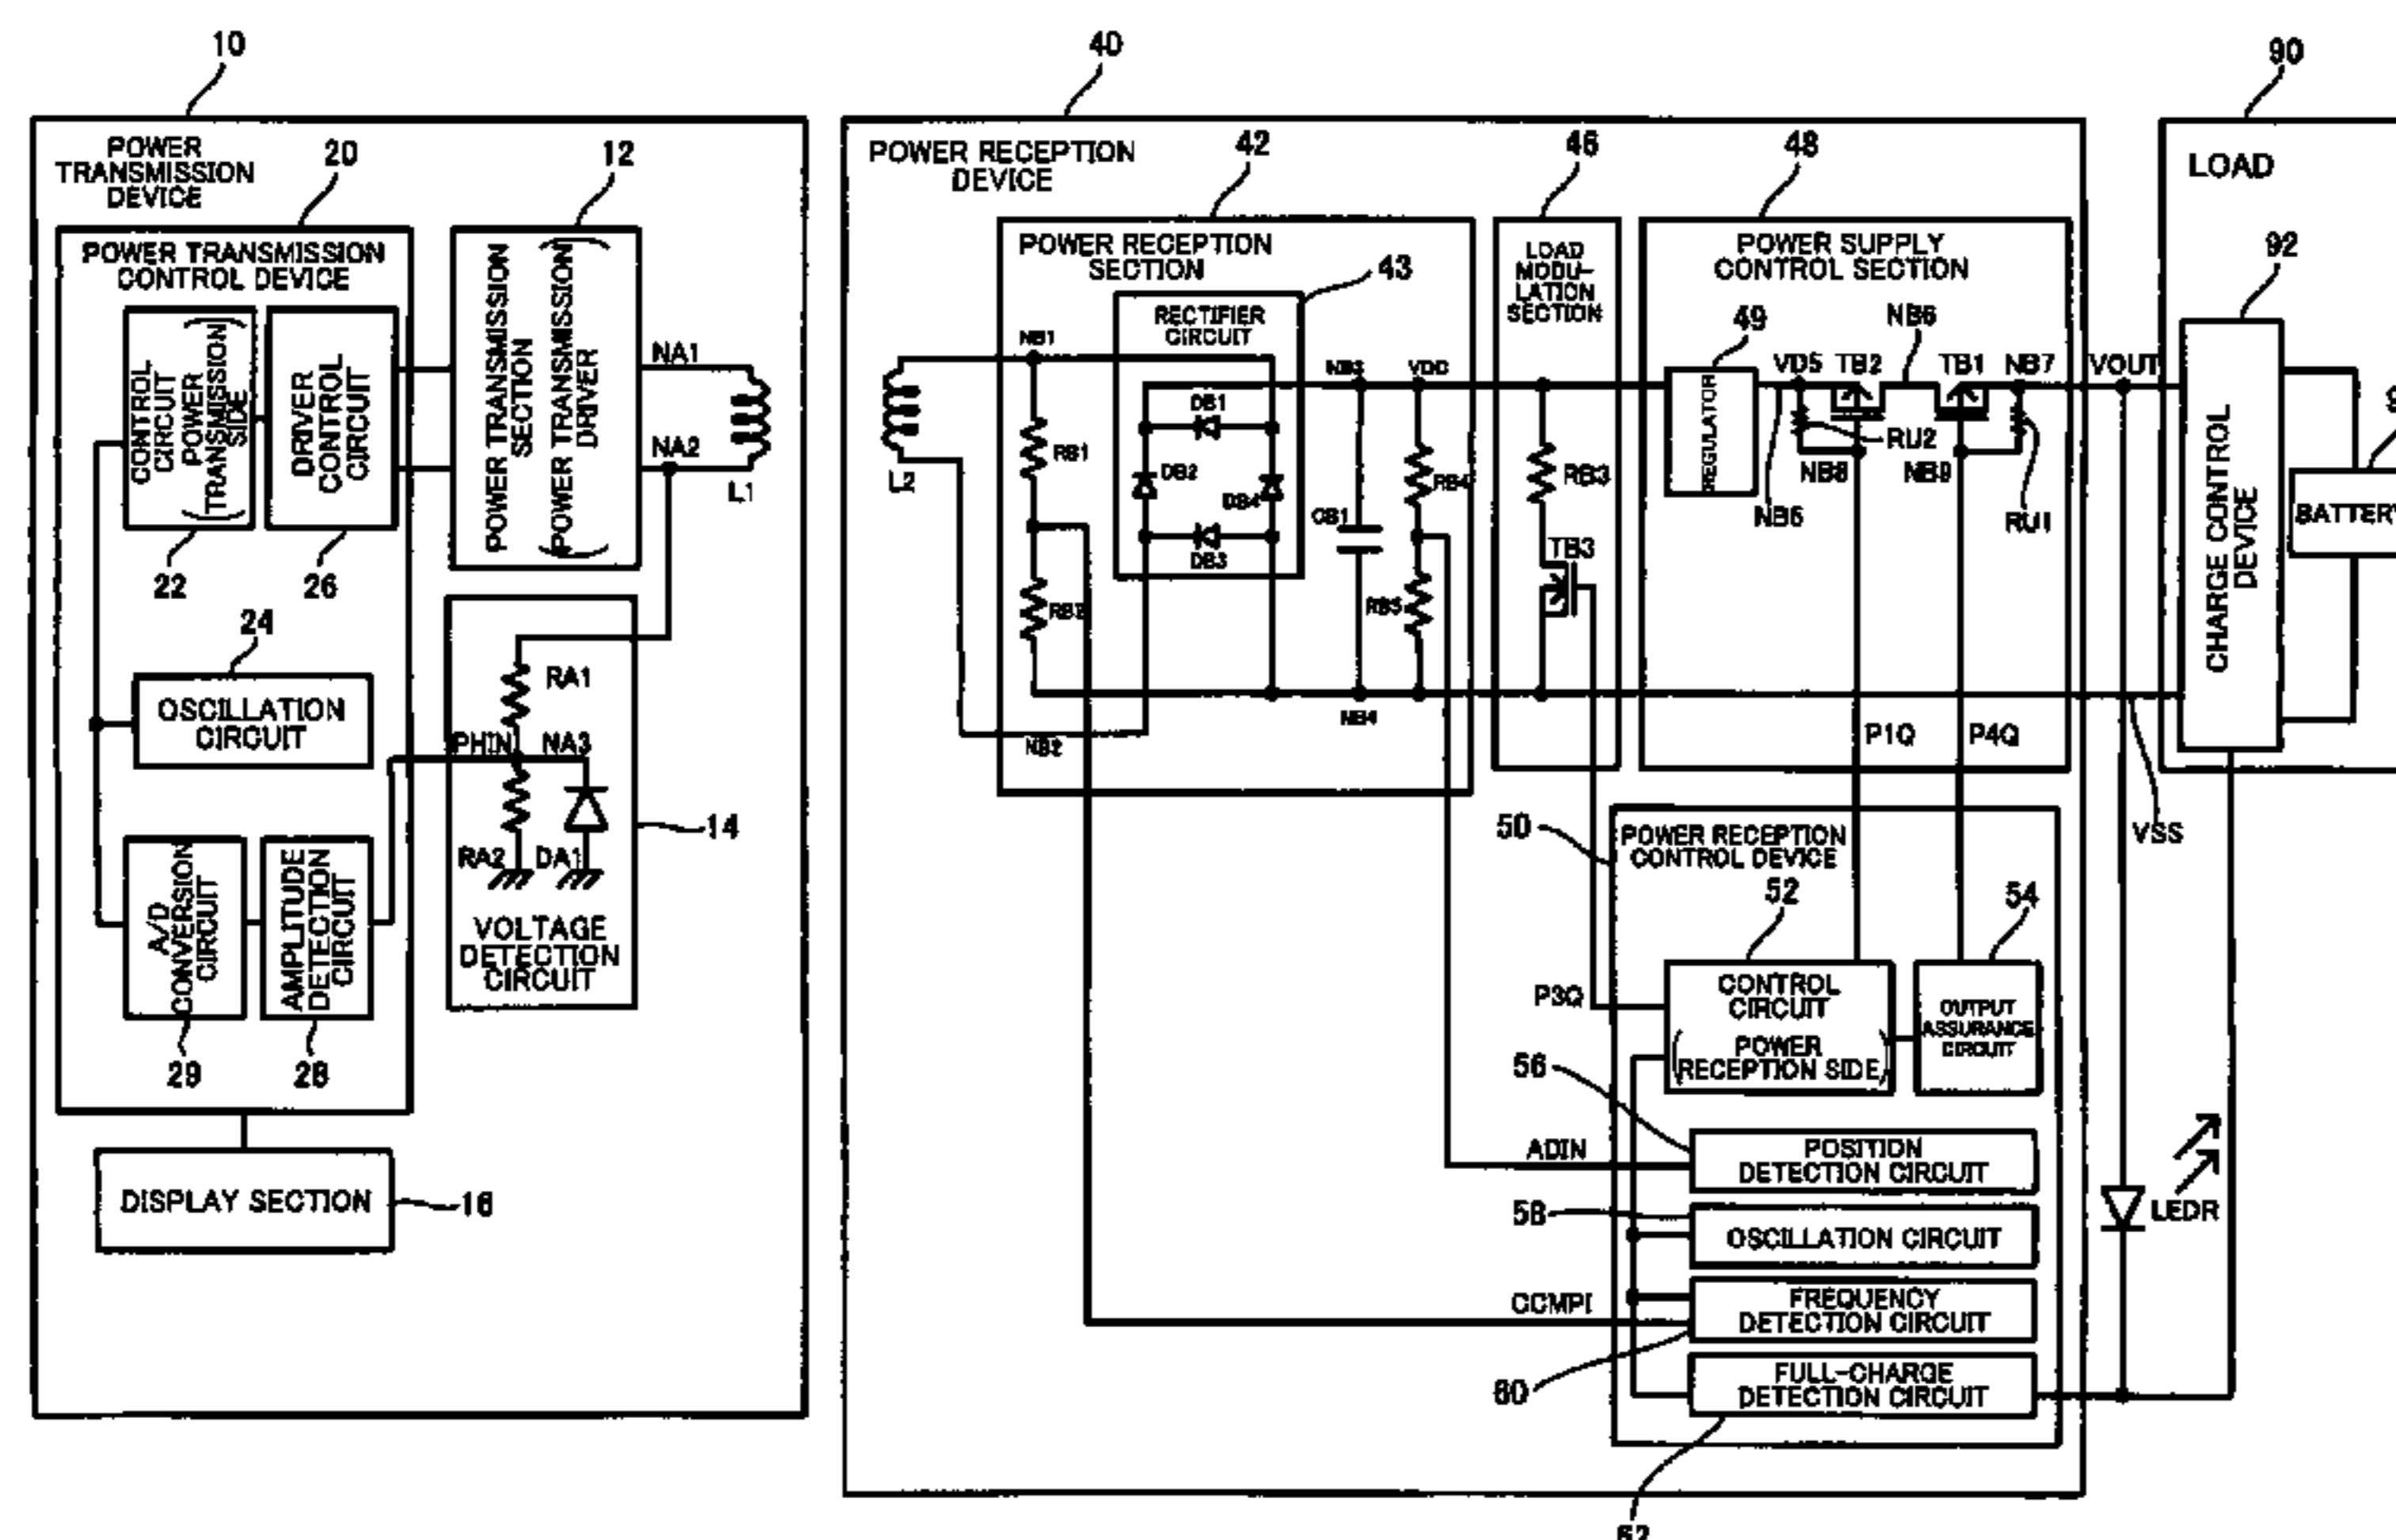 10
POWER
TRANSMISSION
DEVICE
20
12
POWER TRANSMISSION
CONTROL DEVICE
CONTROL
CIRCUIT
(POWER
TRANSMISSION
SIDE)
DRIVER
CONTROL
CIRCUIT
22
26
POWER TRANSMISSION
SECTION
(POWER TRANSMISSION
DRIVER)
NA1
NA2
L1
24
OSCILLATION
CIRCUIT
RA1
PHIN
NA3
RA2
DA1
14
VOLTAGE
DETECTION
CIRCUIT
A/D
CONVERSION
CIRCUIT
AMPLITUDE
DETECTION
CIRCUIT
29
28
DISPLAY SECTION
16
40
POWER RECEPTION
DEVICE
42
POWER RECEPTION
SECTION
43
RECTIFIER
CIRCUIT
NB1
L2
RB1
RB2
NB2
DB1
DB2
DB4
DB3
CB1
NB4
VDC
RB4
RB5
46
LOAD
MODU-
LATION
SECTION
RB3
TB3
48
POWER SUPPLY
CONTROL SECTION
49
REGULATOR
NB6
VD5
TB2
TB1
NB7
RU2
NB8
NB9
NB5
RU1
P1Q
P4Q
VOUT
VSS
50
POWER RECEPTION
CONTROL DEVICE
52
54
P3Q
CONTROL
CIRCUIT
(POWER
RECEPTION SIDE)
OUTPUT
ASSURANCE
CIRCUIT
56
ADIN
POSITION
DETECTION CIRCUIT
58
OSCILLATION CIRCUIT
CCMPI
FREQUENCY
DETECTION CIRCUIT
60
FULL-CHARGE
DETECTION CIRCUIT
62
LEDR
90
LOAD
92
CHARGE CONTROL
DEVICE